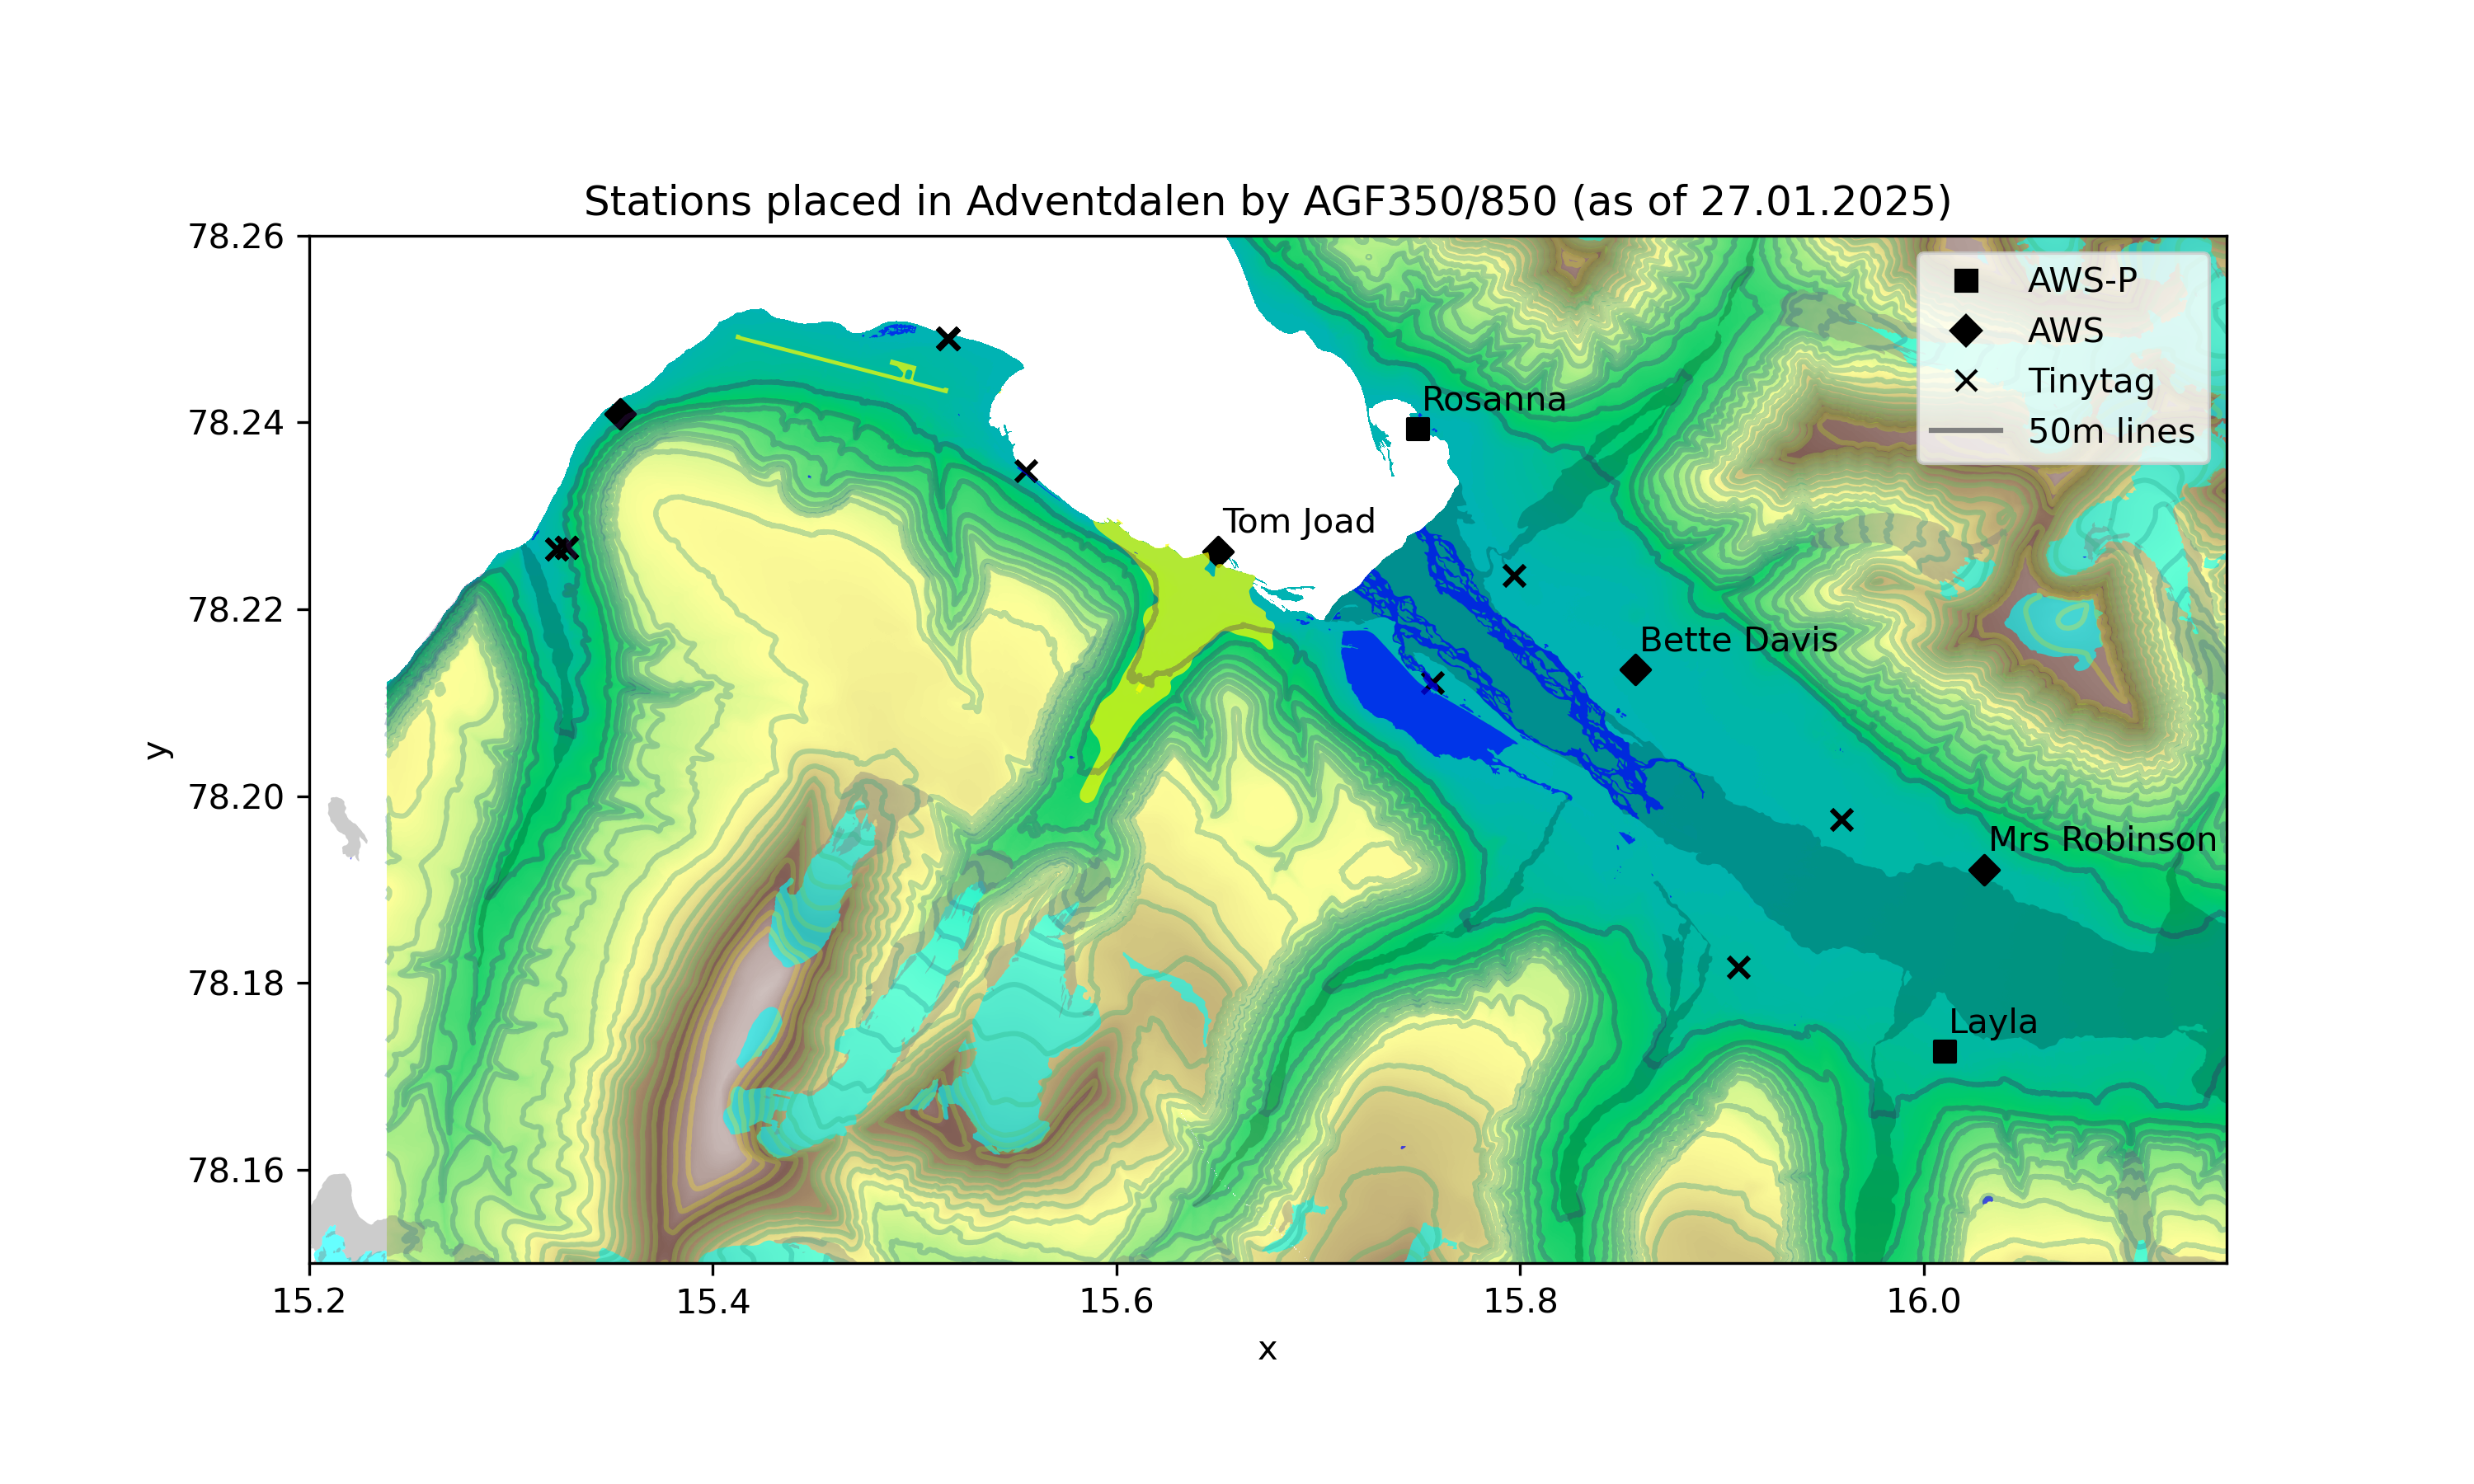 Stations placed in Adventdalen by AGF350/850 (as of 27.01.2025)
78.26
78.24
78.22
78.20
78.18
78.16
y
15.2
15.4
15.6
15.8
16.0
x
AWS-P
AWS
Tinytag
50m lines
Rosanna
Tom Joad
Bette Davis
Mrs Robinson
Layla